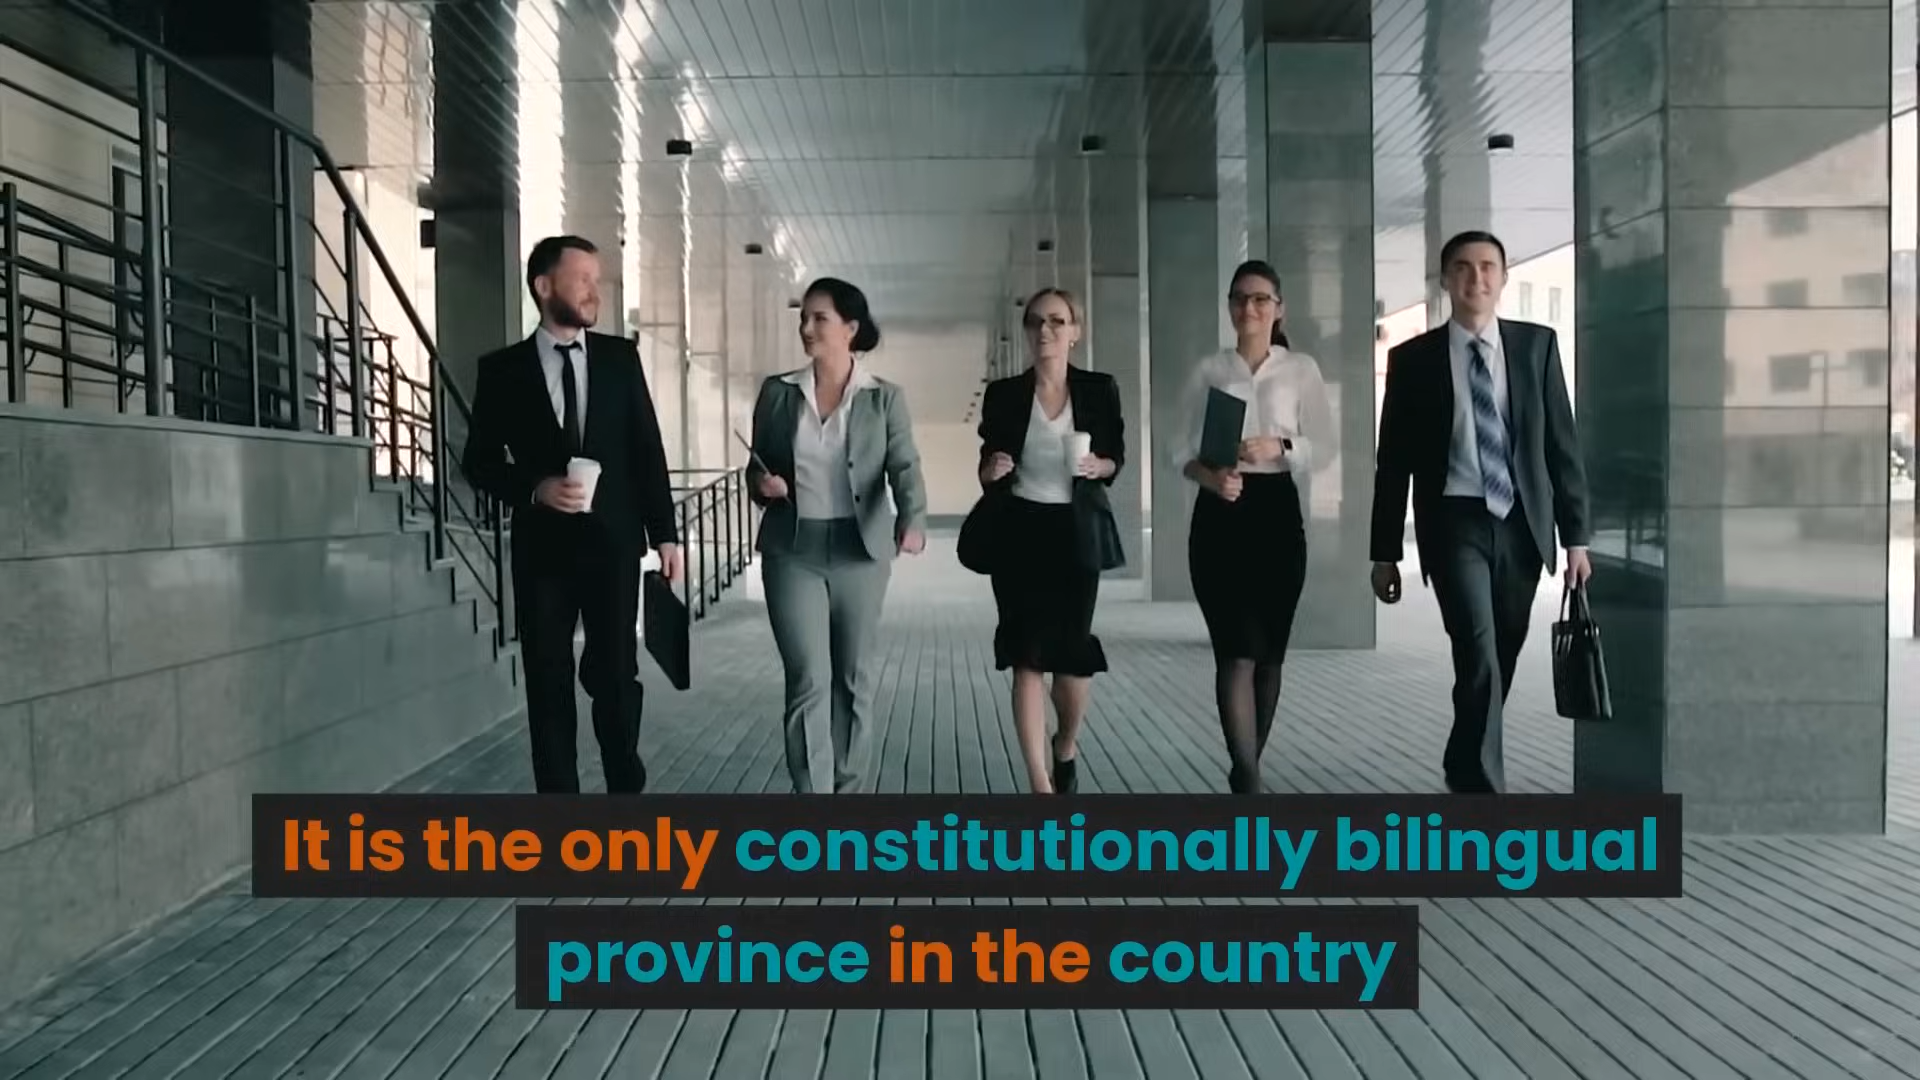 It is the only constitutionally bilingual
province in the country